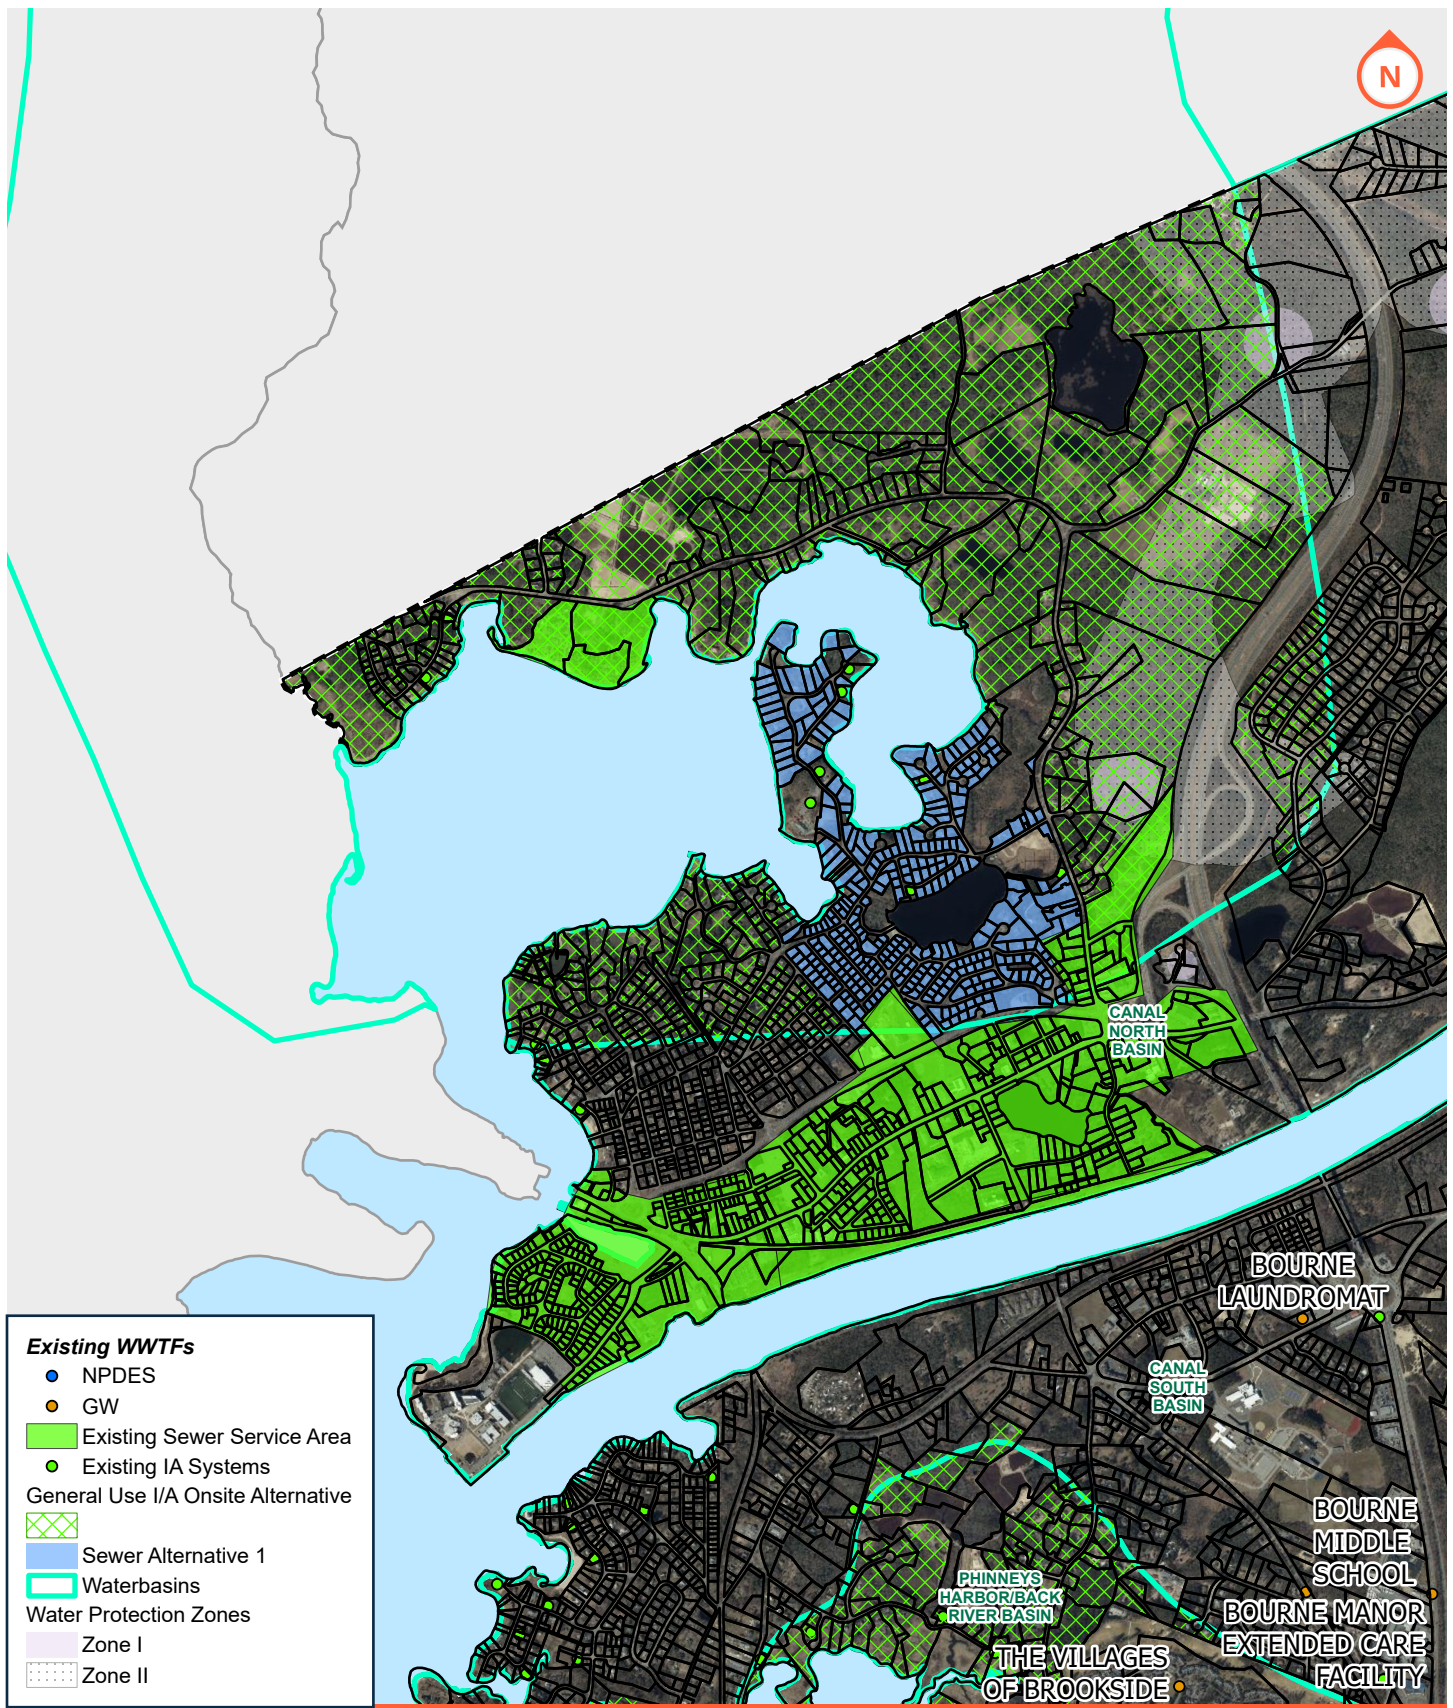 N
CANAL
NORTH
BASIN
BOURNE
LAUNDROMAT
CANAL
SOUTH
BASIN
BOURNE
MIDDLE
SCHOOL
PHINNEYS
HARBOR/BACK
RIVER BASIN
BOURNE MANOR
EXTENDED CARE
FACILITY
THE VILLAGES
OF BROOKSIDE
Existing WWTFs
NPDES
GW
Existing Sewer Service Area
Existing IA Systems
General Use I/A Onsite Alternative
Sewer Alternative 1
Waterbasins
Water Protection Zones
Zone I
Zone II